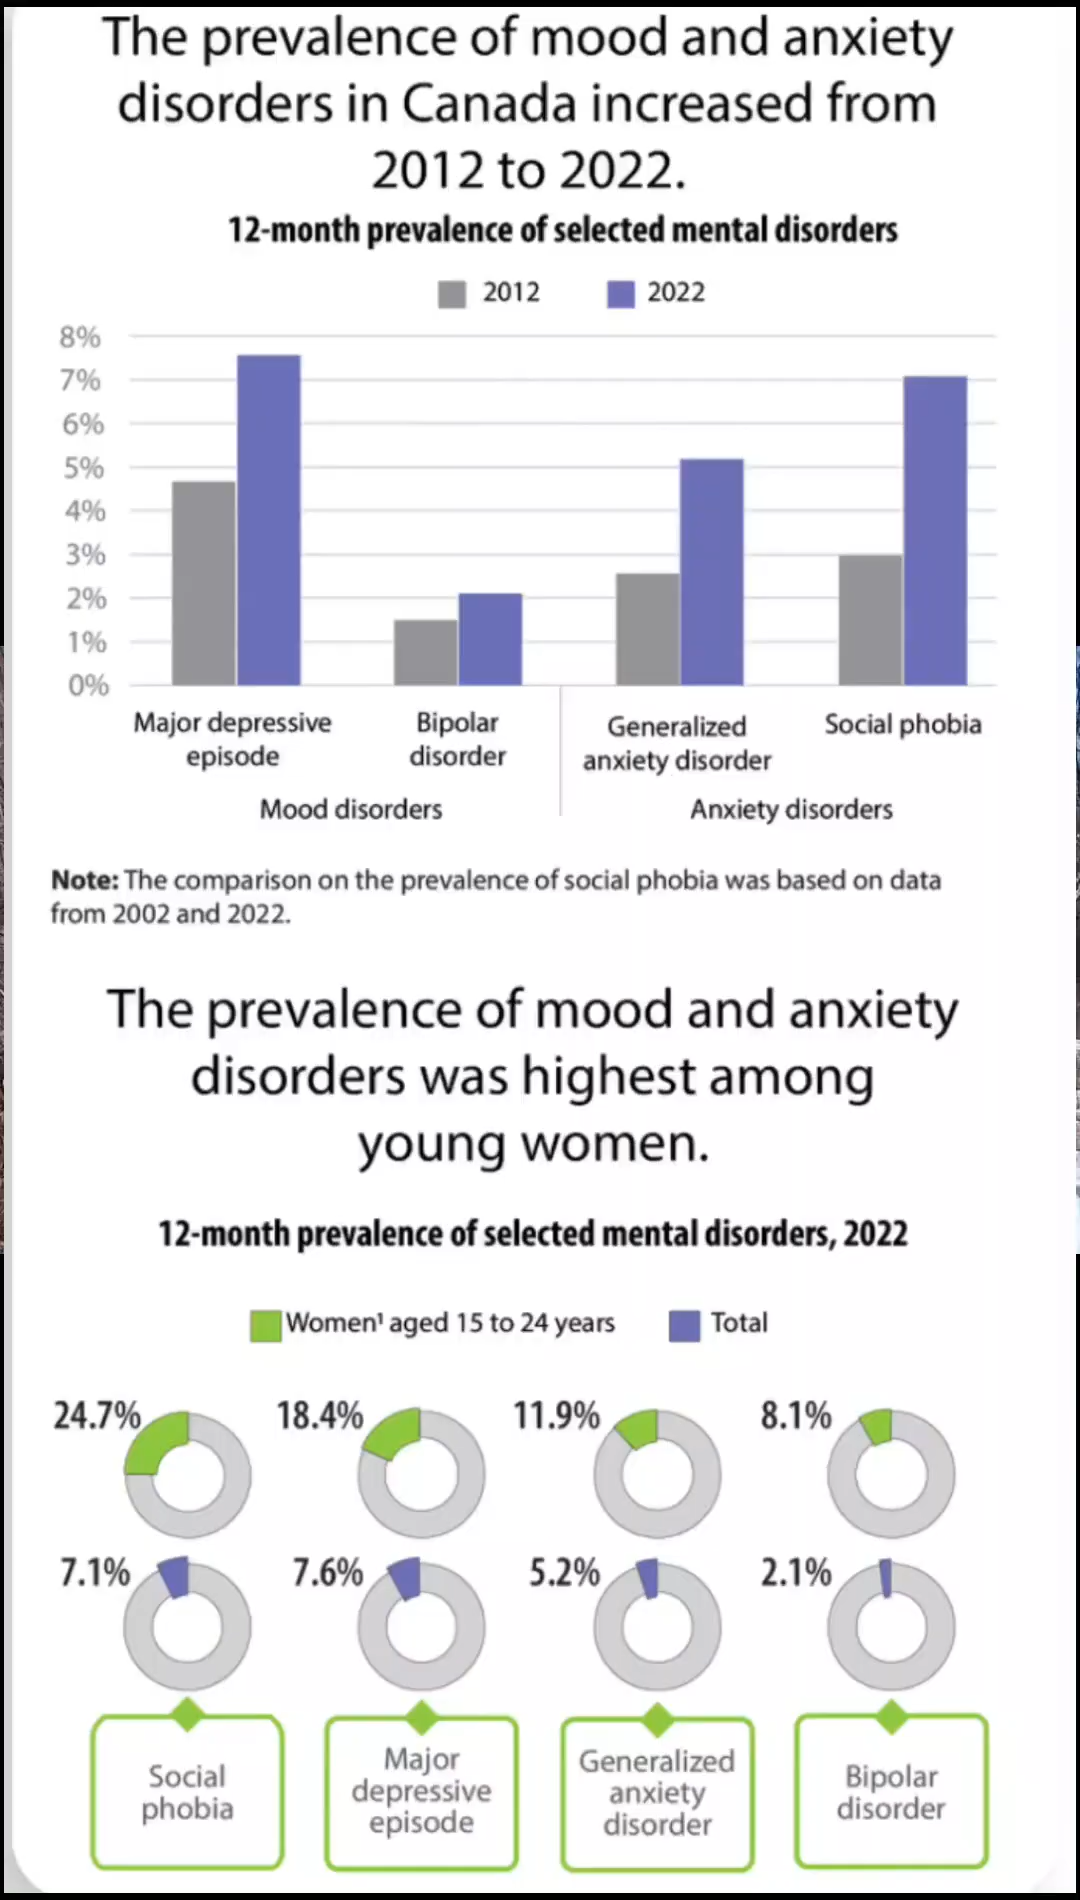 The prevalence of mood and anxiety
disorders in Canada increased from
2012 to 2022.
12-month prevalence of selected mental disorders
2012 2022
8%
7%
6%
5%
4%
3%
2%
1%
0%
Major depressive
episode
Bipolar
disorder
Generalized
anxiety disorder
Social phobia
Mood disorders
Anxiety disorders
Note: The comparison on the prevalence of social phobia was based on data
from 2002 and 2022.
The prevalence of mood and anxiety
disorders was highest among
young women.
12-month prevalence of selected mental disorders, 2022
Women¹ aged 15 to 24 years Total
24.7% 18.4% 11.9% 8.1%
7.1% 7.6% 5.2% 2.1%
Social
phobia
Major
depressive
episode
Generalized
anxiety
disorder
Bipolar
disorder